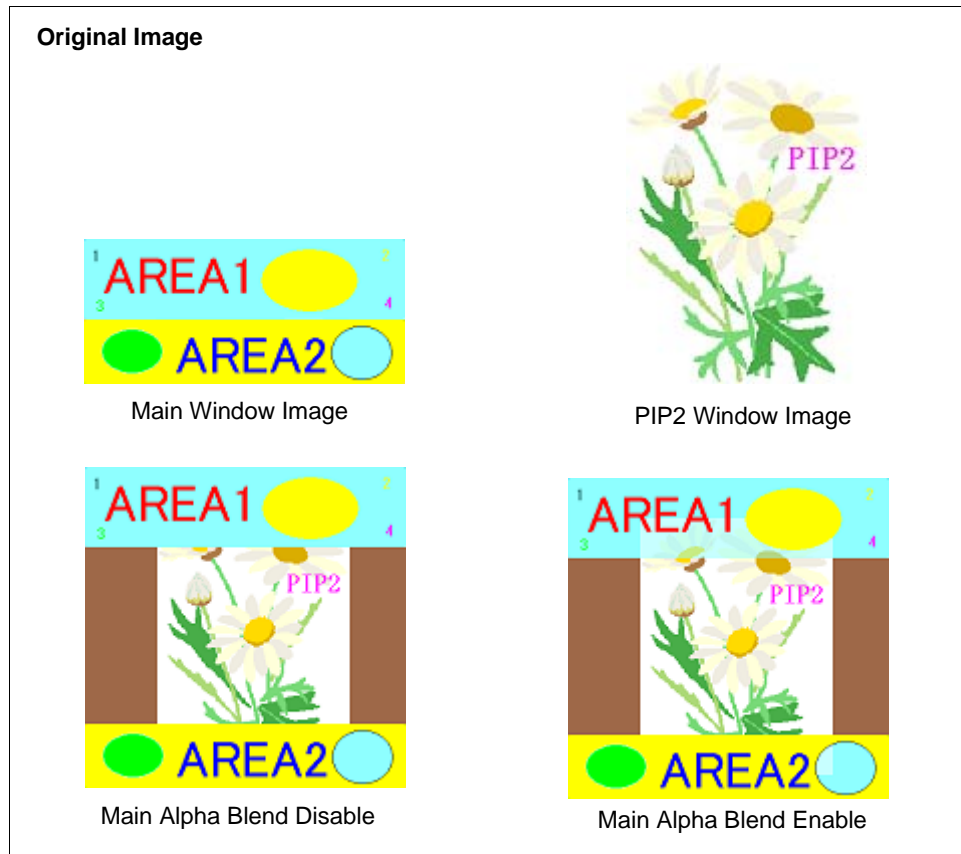 Original Image
PIP2
1
2
AREA1
3
4
AREA2
Main Window Image
PIP2 Window Image
1
2
AREA1
3
4
PIP2
AREA2
Main Alpha Blend Disable
1
2
AREA1
3
4
PIP2
AREA2
Main Alpha Blend Enable